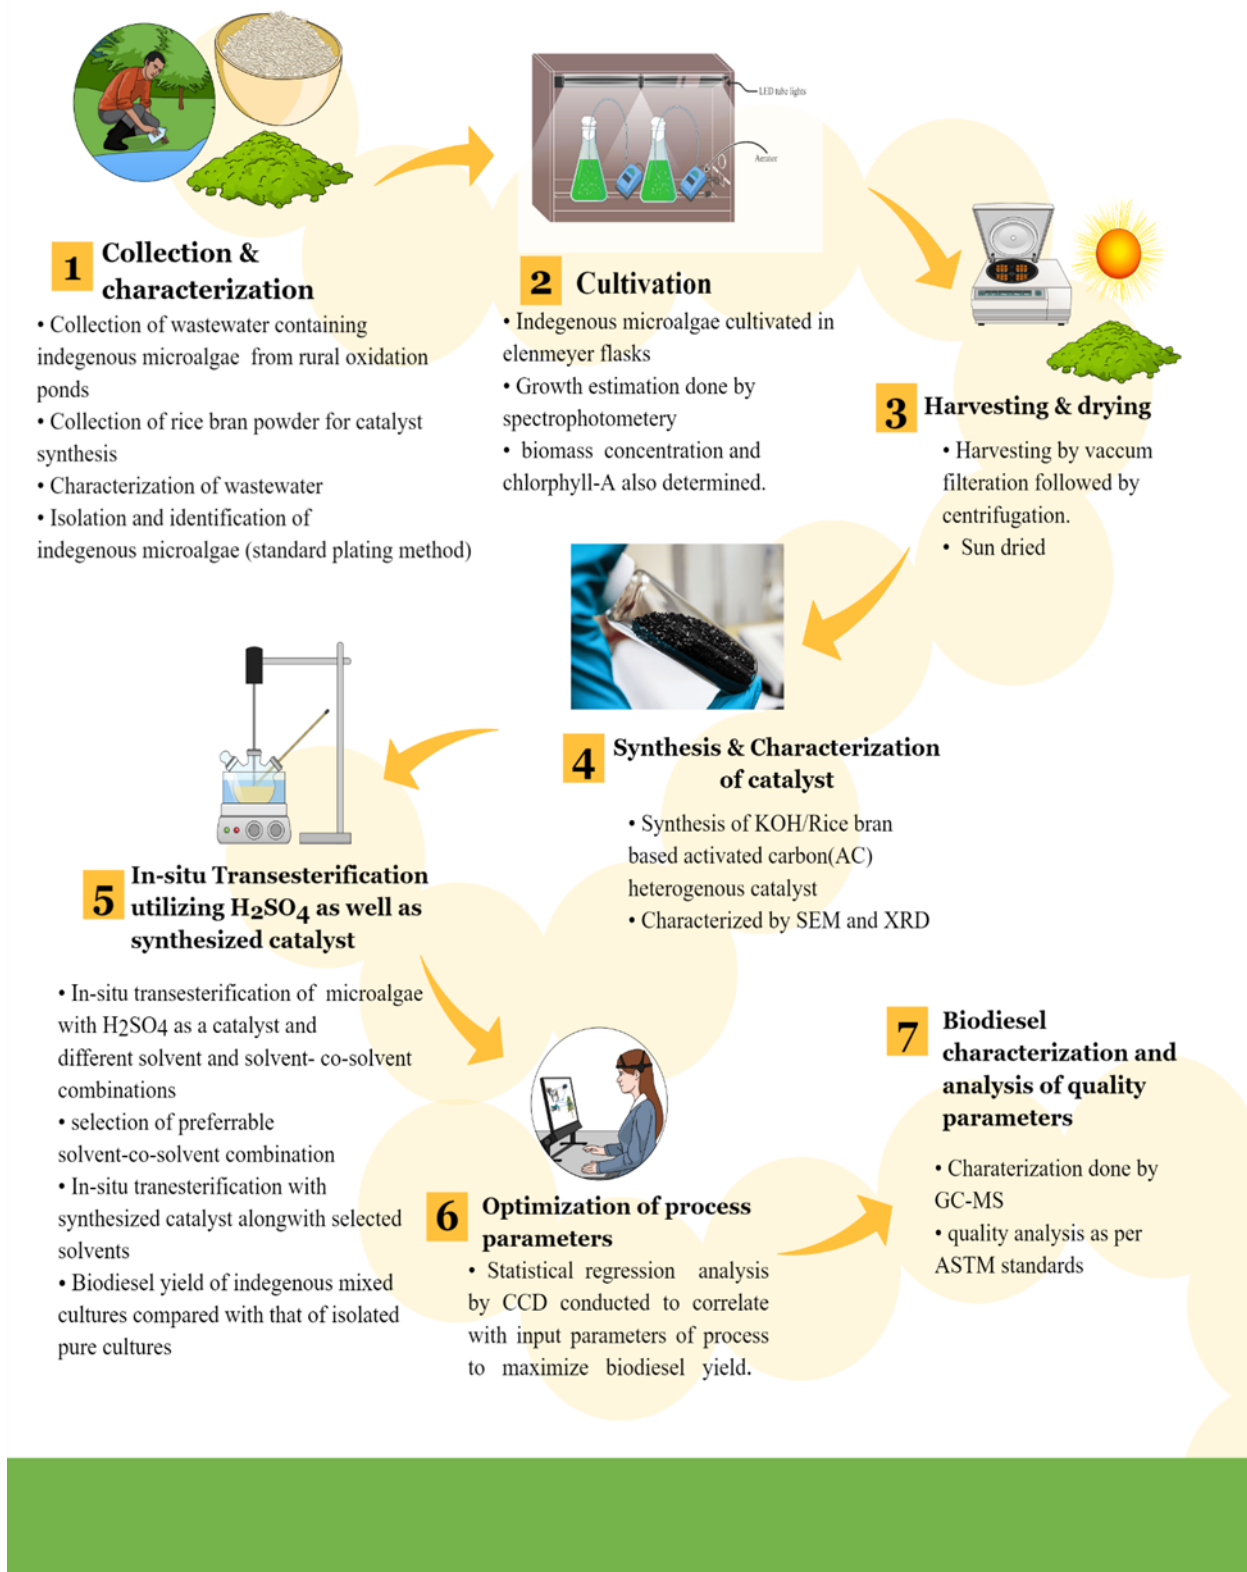 LED tube lights
Aerator
1
Collection &
characterization
• Collection of wastewater containing
indegenous microalgae from rural oxidation
ponds
• Collection of rice bran powder for catalyst
synthesis
• Characterization of wastewater
• Isolation and identification of
indegenous microalgae (standard plating method)
2
Cultivation
• Indegenous microalgae cultivated in
elenmeyer flasks
• Growth estimation done by
spectrophotometery
• biomass concentration and
chlorphyll-A also determined.
3
Harvesting & drying
• Harvesting by vaccum
filteration followed by
centrifugation.
• Sun dried
4
Synthesis & Characterization
of catalyst
• Synthesis of KOH/Rice bran
based activated carbon(AC)
heterogenous catalyst
• Characterized by SEM and XRD
5
In-situ Transesterification
utilizing H2SO4 as well as
synthesized catalyst
• In-situ transesterification of microalgae
with H2SO4 as a catalyst and
different solvent and solvent- co-solvent
combinations
• selection of preferrable
solvent-co-solvent combination
• In-situ tranesterification with
synthesized catalyst alongwith selected
solvents
• Biodiesel yield of indegenous mixed
cultures compared with that of isolated
pure cultures
6
Optimization of process
parameters
• Statistical regression analysis
by CCD conducted to correlate
with input parameters of process
to maximize biodiesel yield.
7
Biodiesel
characterization and
analysis of quality
parameters
• Charaterization done by
GC-MS
• quality analysis as per
ASTM standards